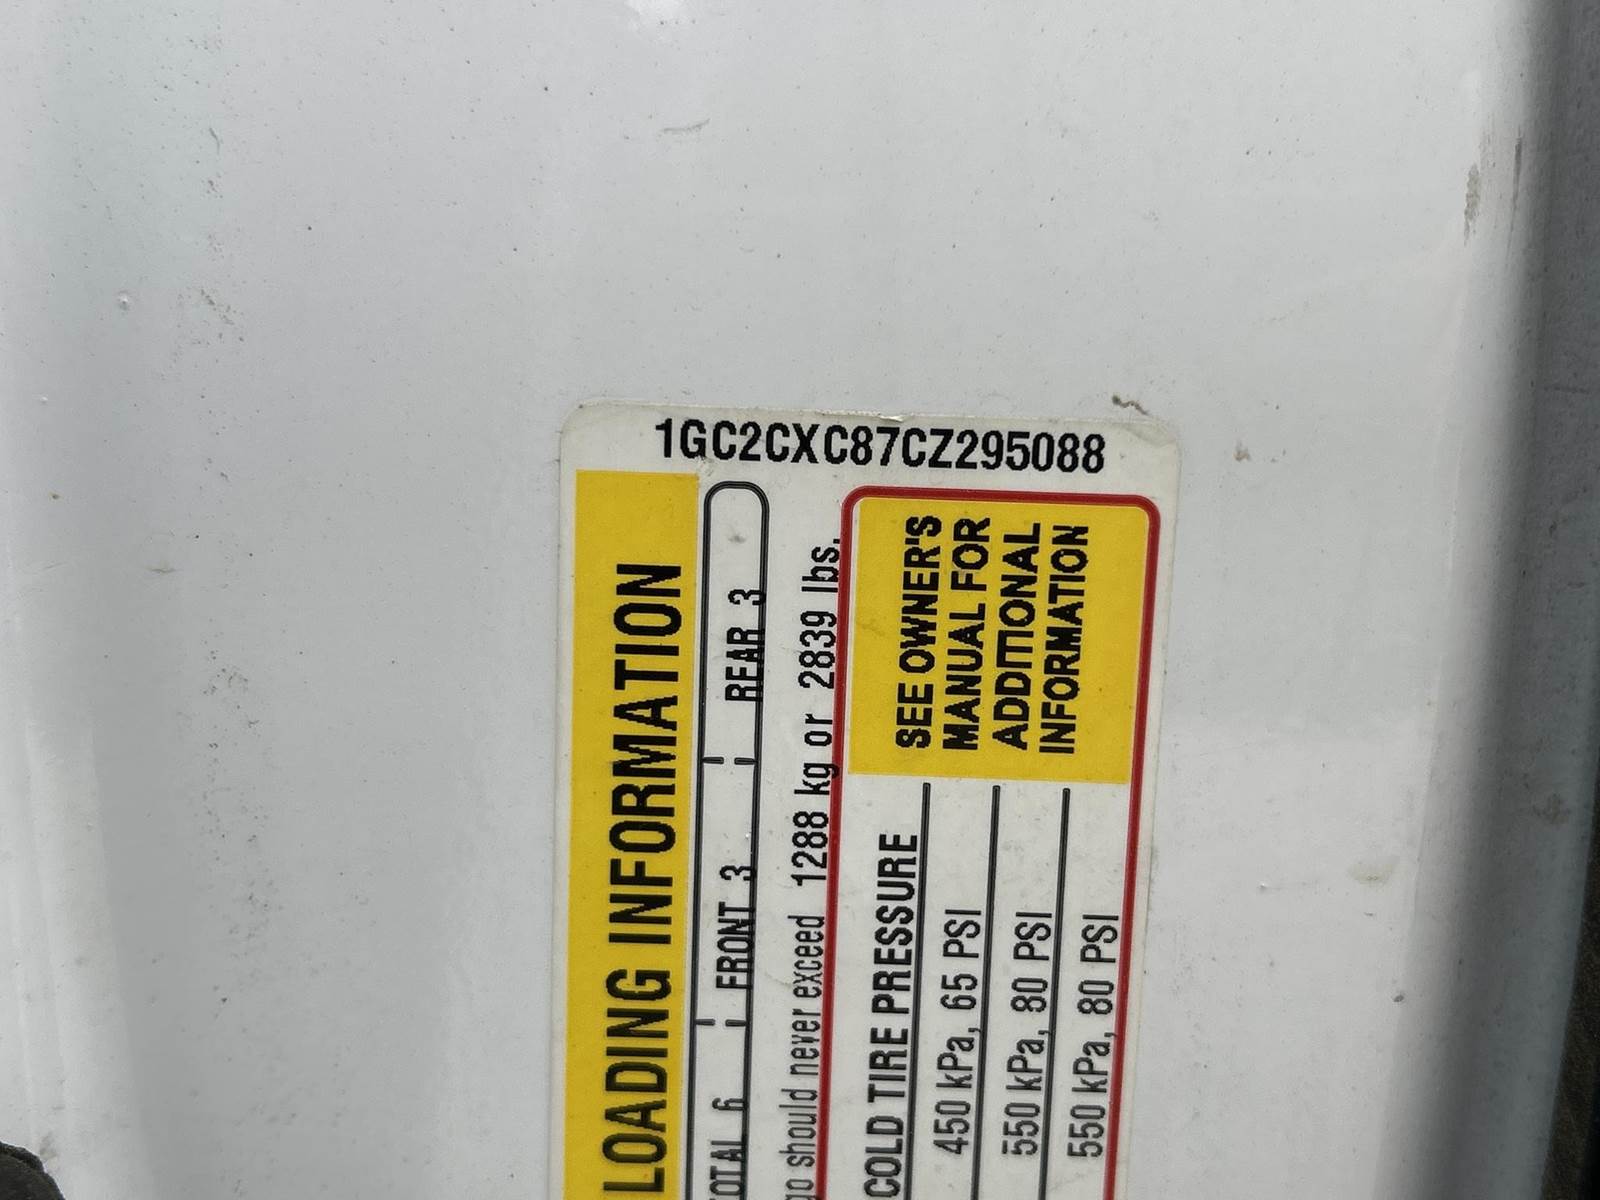 1GC2CXC87CZ295088
LOADING INFORMATION
6 FRONT 3 REAR 3
should never exceed 1288 kg or 2839 lbs.
COLD TIRE PRESSURE
450 kPa, 65 PSI
550 kPa, 80 PSI
550 kPa, 80 PSI
SEE OWNER'S
MANUAL FOR
ADDITIONAL
INFORMATION